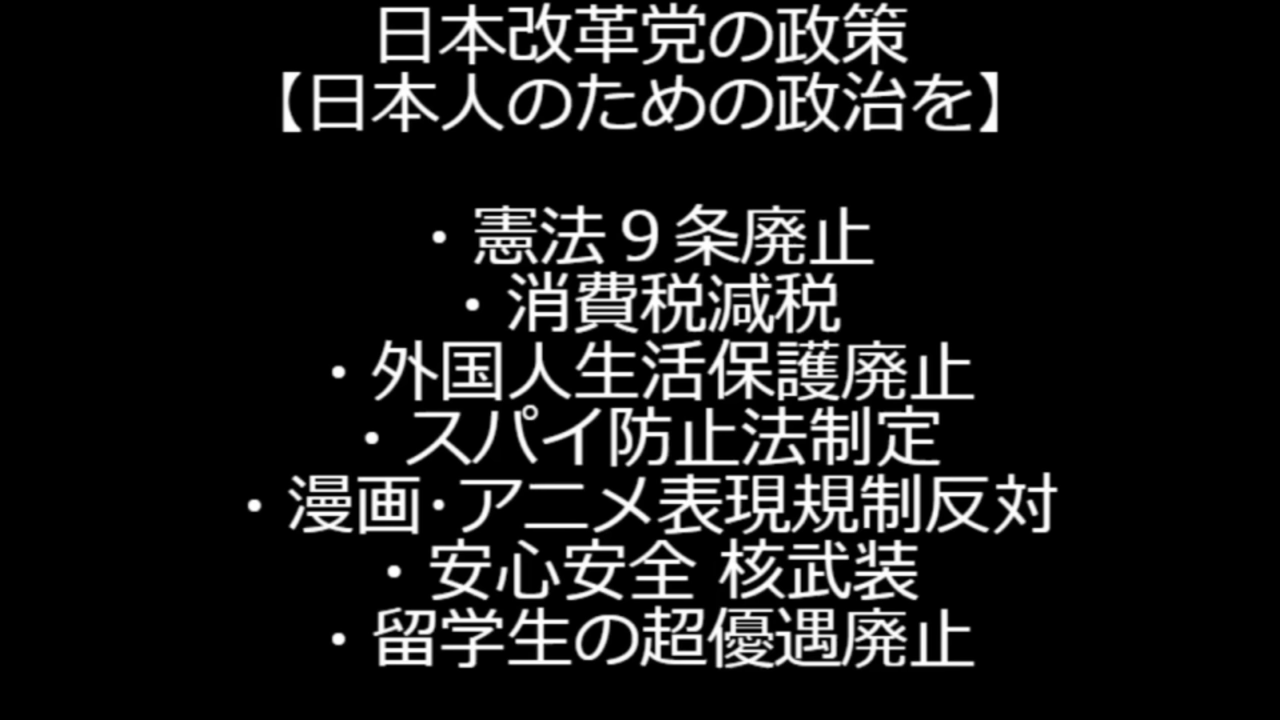 日本改革党の政策
【日本人のための政治を】
・憲法９条廃止
・消費税減税
・外国人生活保護廃止
・スパイ防止法制定
・漫画･アニメ表現規制反対
・安心安全 核武装
・留学生の超優遇廃止